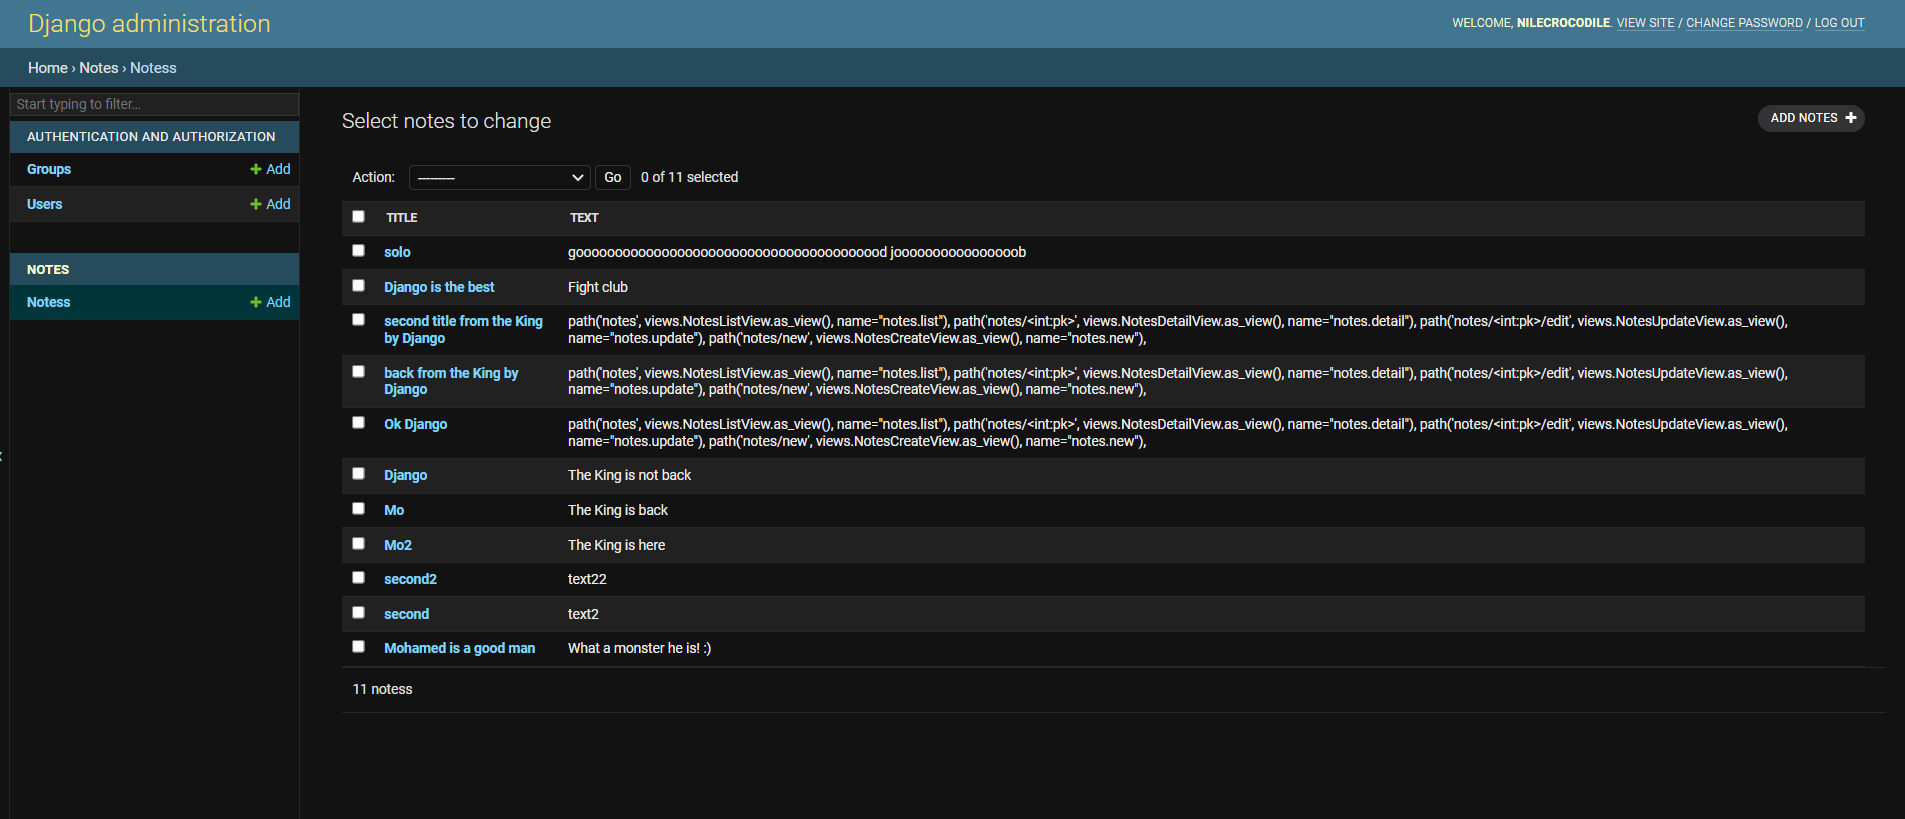 Django administration
WELCOME, NILECROCODILE. VIEW SITE / CHANGE PASSWORD / LOG OUT
Home › Notes › Notess
Start typing to filter...
AUTHENTICATION AND AUTHORIZATION
Groups + Add
Users + Add
NOTES
Notess + Add
Select notes to change
ADD NOTES +
Action: --------- Go 0 of 11 selected
TITLE TEXT
solo goooooooooooooooooooooooooooooooooooooood joooooooooooooooob
Django is the best Fight club
second title from the King path('notes', views.NotesListView.as_view(), name="notes.list"), path('notes/<int:pk>', views.NotesDetailView.as_view(), name="notes.detail"), path('notes/<int:pk>/edit', views.NotesUpdateView.as_view(),
by Django name="notes.update"), path('notes/new', views.NotesCreateView.as_view(), name="notes.new"),
back from the King by path('notes', views.NotesListView.as_view(), name="notes.list"), path('notes/<int:pk>', views.NotesDetailView.as_view(), name="notes.detail"), path('notes/<int:pk>/edit', views.NotesUpdateView.as_view(),
Django name="notes.update"), path('notes/new', views.NotesCreateView.as_view(), name="notes.new"),
Ok Django path('notes', views.NotesListView.as_view(), name="notes.list"), path('notes/<int:pk>', views.NotesDetailView.as_view(), name="notes.detail"), path('notes/<int:pk>/edit', views.NotesUpdateView.as_view(),
name="notes.update"), path('notes/new', views.NotesCreateView.as_view(), name="notes.new"),
Django The King is not back
Mo The King is back
Mo2 The King is here
second2 text22
second text2
Mohamed is a good man What a monster he is! :)
11 notess